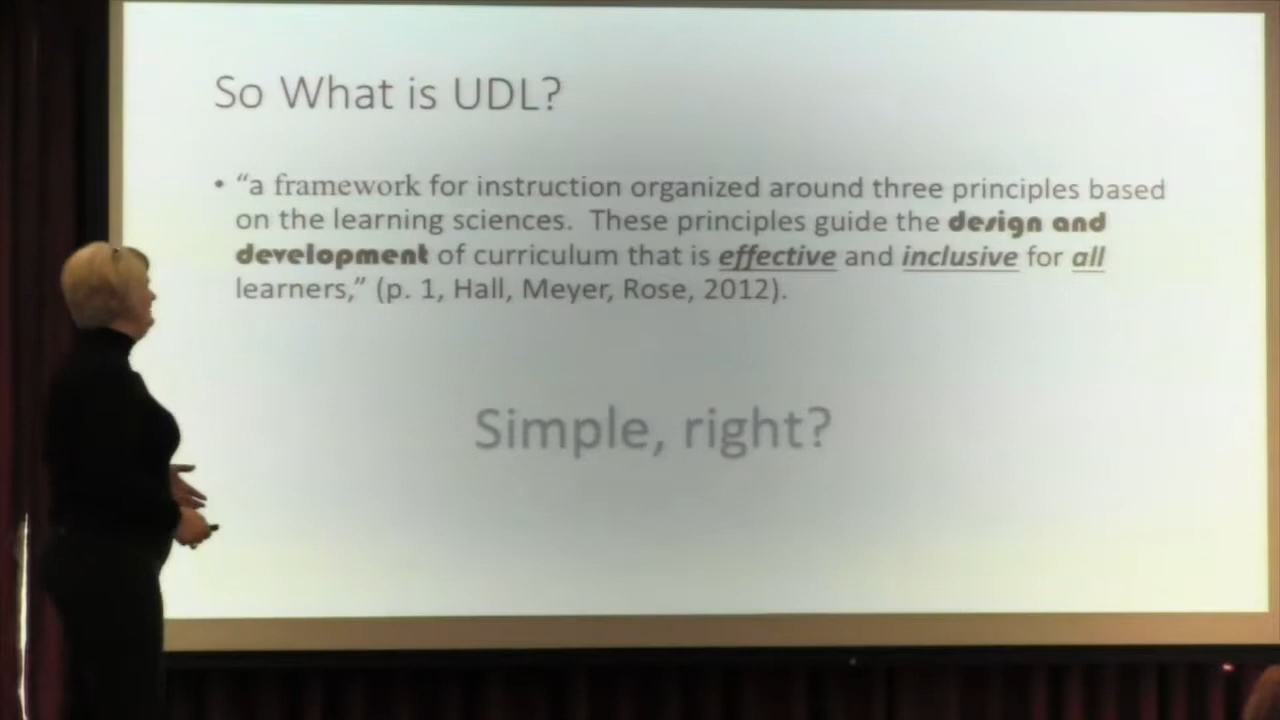 So What is UDL?
• “a framework for instruction organized around three principles based
on the learning sciences.  These principles guide the design and
development of curriculum that is effective and inclusive for all
learners,” (p. 1, Hall, Meyer, Rose, 2012).
Simple, right?